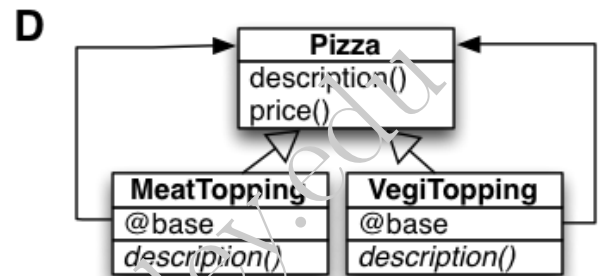 D
Pizza
description()
price()
MeatTopping
@base
description()
VegiTopping
@base
description()